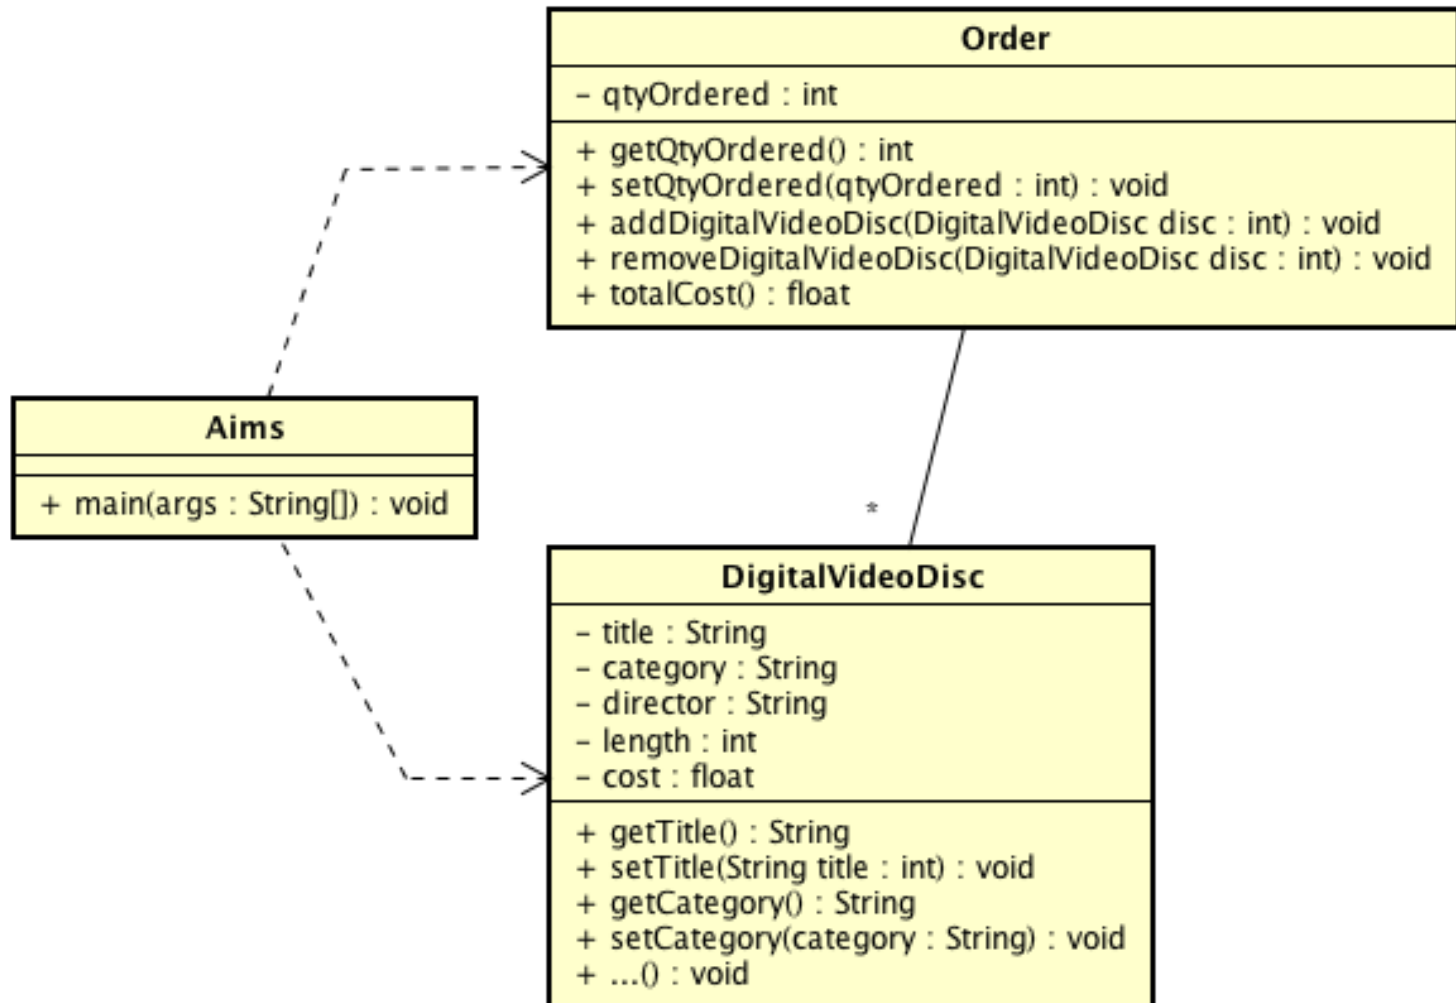 Order
- qtyOrdered : int
+ getQtyOrdered() : int
+ setQtyOrdered(qtyOrdered : int) : void
+ addDigitalVideoDisc(DigitalVideoDisc disc : int) : void
+ removeDigitalVideoDisc(DigitalVideoDisc disc : int) : void
+ totalCost() : float
Aims
+ main(args : String[]) : void
*
DigitalVideoDisc
- title : String
- category : String
- director : String
- length : int
- cost : float
+ getTitle() : String
+ setTitle(String title : int) : void
+ getCategory() : String
+ setCategory(category : String) : void
+ ...() : void